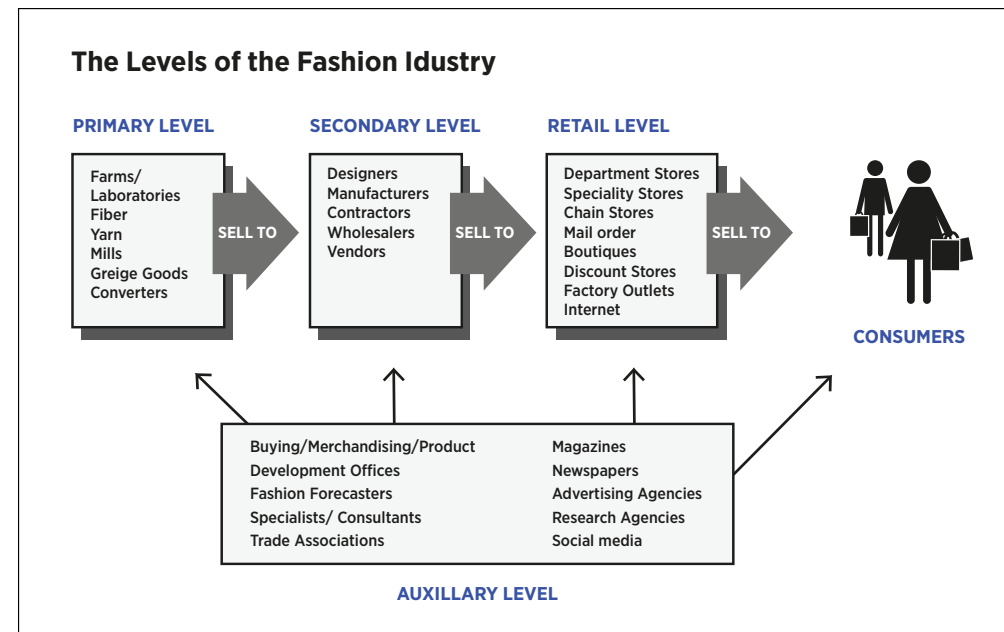 The Levels of the Fashion Idustry
PRIMARY LEVEL
Farms/
Laboratories
Fiber
Yarn
Mills
Greige Goods
Converters
SELL TO
SECONDARY LEVEL
Designers
Manufacturers
Contractors
Wholesalers
Vendors
SELL TO
RETAIL LEVEL
Department Stores
Speciality Stores
Chain Stores
Mail order
Boutiques
Discount Stores
Factory Outlets
Internet
SELL TO
CONSUMERS
Buying/Merchandising/Product
Development Offices
Fashion Forecasters
Specialists/ Consultants
Trade Associations
Magazines
Newspapers
Advertising Agencies
Research Agencies
Social media
AUXILLARY LEVEL